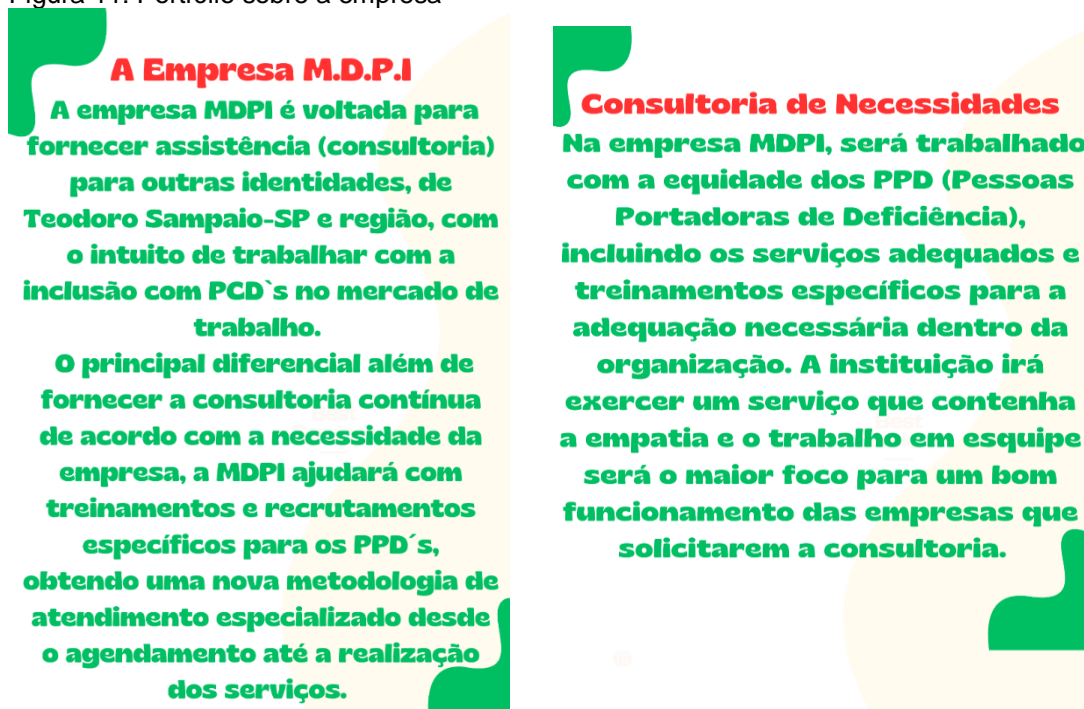 Figura 11: Portfólio sobre a empresa
A Empresa M.D.P.I
A empresa MDPI é voltada para
fornecer assistência (consultoria)
para outras identidades, de
Teodoro Sampaio-SP e região, com
o intuito de trabalhar com a
inclusão com PCD`s no mercado de
trabalho.
O principal diferencial além de
fornecer a consultoria contínua
de acordo com a necessidade da
empresa, a MDPI ajudará com
treinamentos e recrutamentos
específicos para os PPD´s,
obtendo uma nova metodologia de
atendimento especializado desde
o agendamento até a realização
dos serviços.
Consultoria de Necessidades
Na empresa MDPI, será trabalhado
com a equidade dos PPD (Pessoas
Portadoras de Deficiência),
incluindo os serviços adequados e
treinamentos específicos para a
adequação necessária dentro da
organização. A instituição irá
exercer um serviço que contenha
a empatia e o trabalho em esquipe
será o maior foco para um bom
funcionamento das empresas que
solicitarem a consultoria.